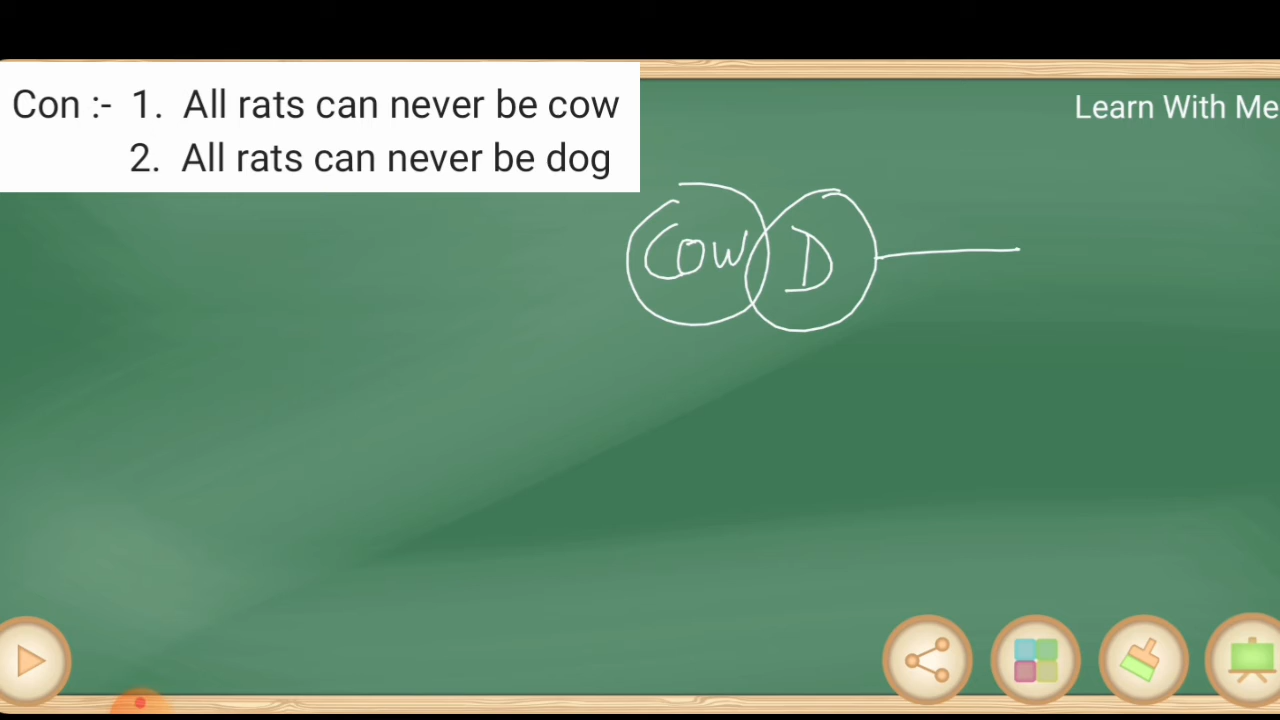 Con :- 1. All rats can never be cow
2. All rats can never be dog
Learn With Me
Cow D